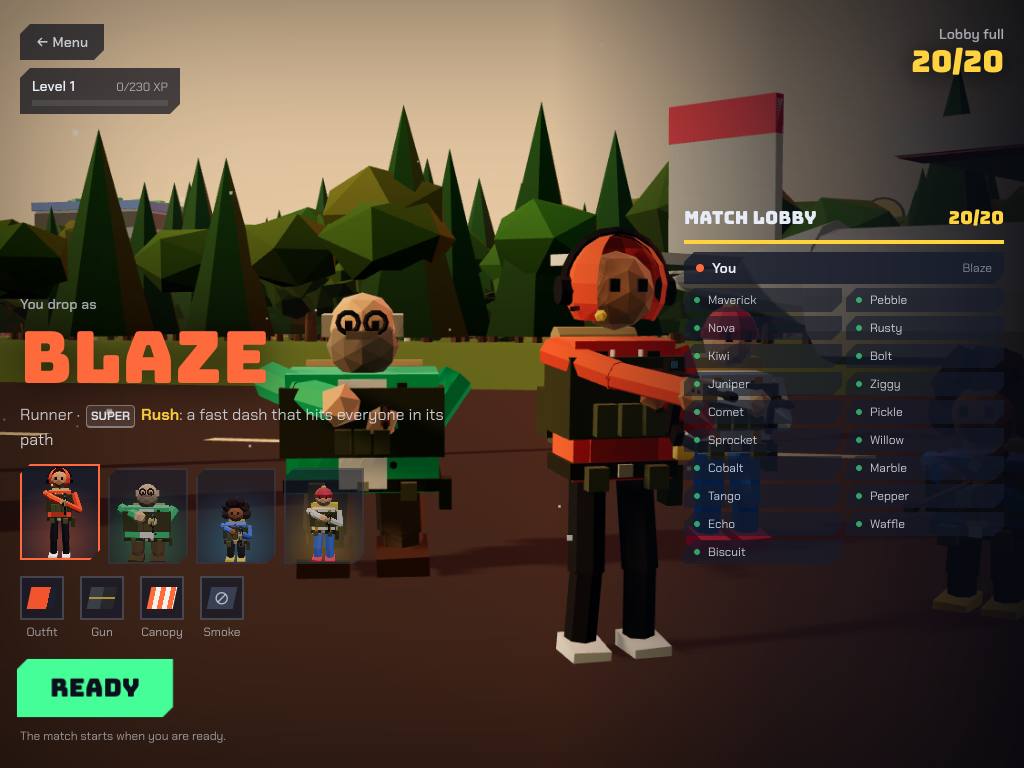 ← Menu
Lobby full
20/20
Level 1 0/230 XP
MATCH LOBBY 20/20
You Blaze
Maverick Pebble
Nova Rusty
Kiwi Bolt
Juniper Ziggy
Comet Pickle
Sprocket Willow
Cobalt Marble
Tango Pepper
Echo Waffle
Biscuit
You drop as
BLAZE
Runner · SUPER Rush: a fast dash that hits everyone in its
path
Outfit Gun Canopy Smoke
READY
The match starts when you are ready.